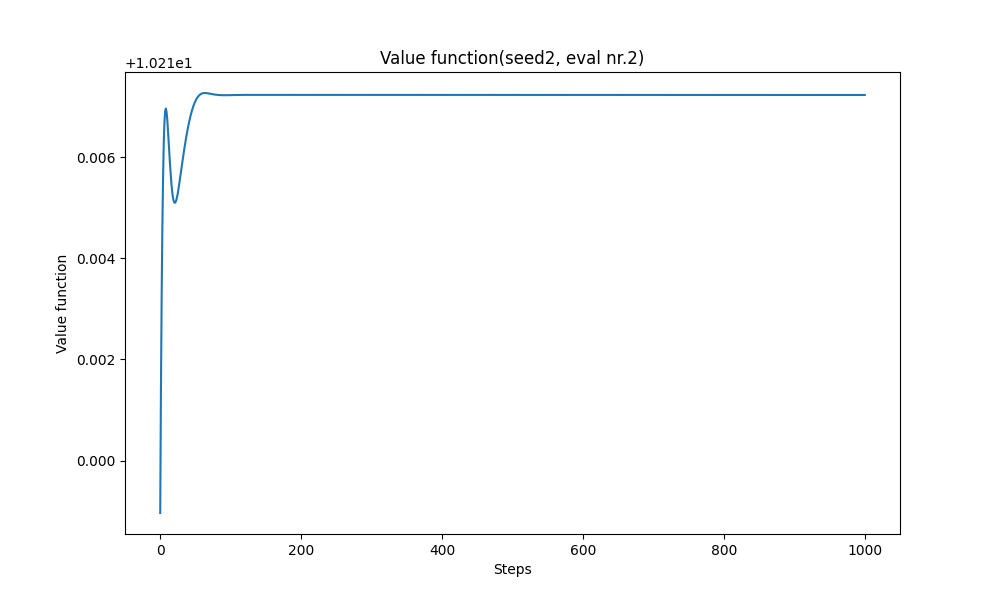 Value function(seed2, eval nr.2)
+1.021e1
0.006
0.004
0.002
0.000
Value function
0 200 400 600 800 1000
Steps